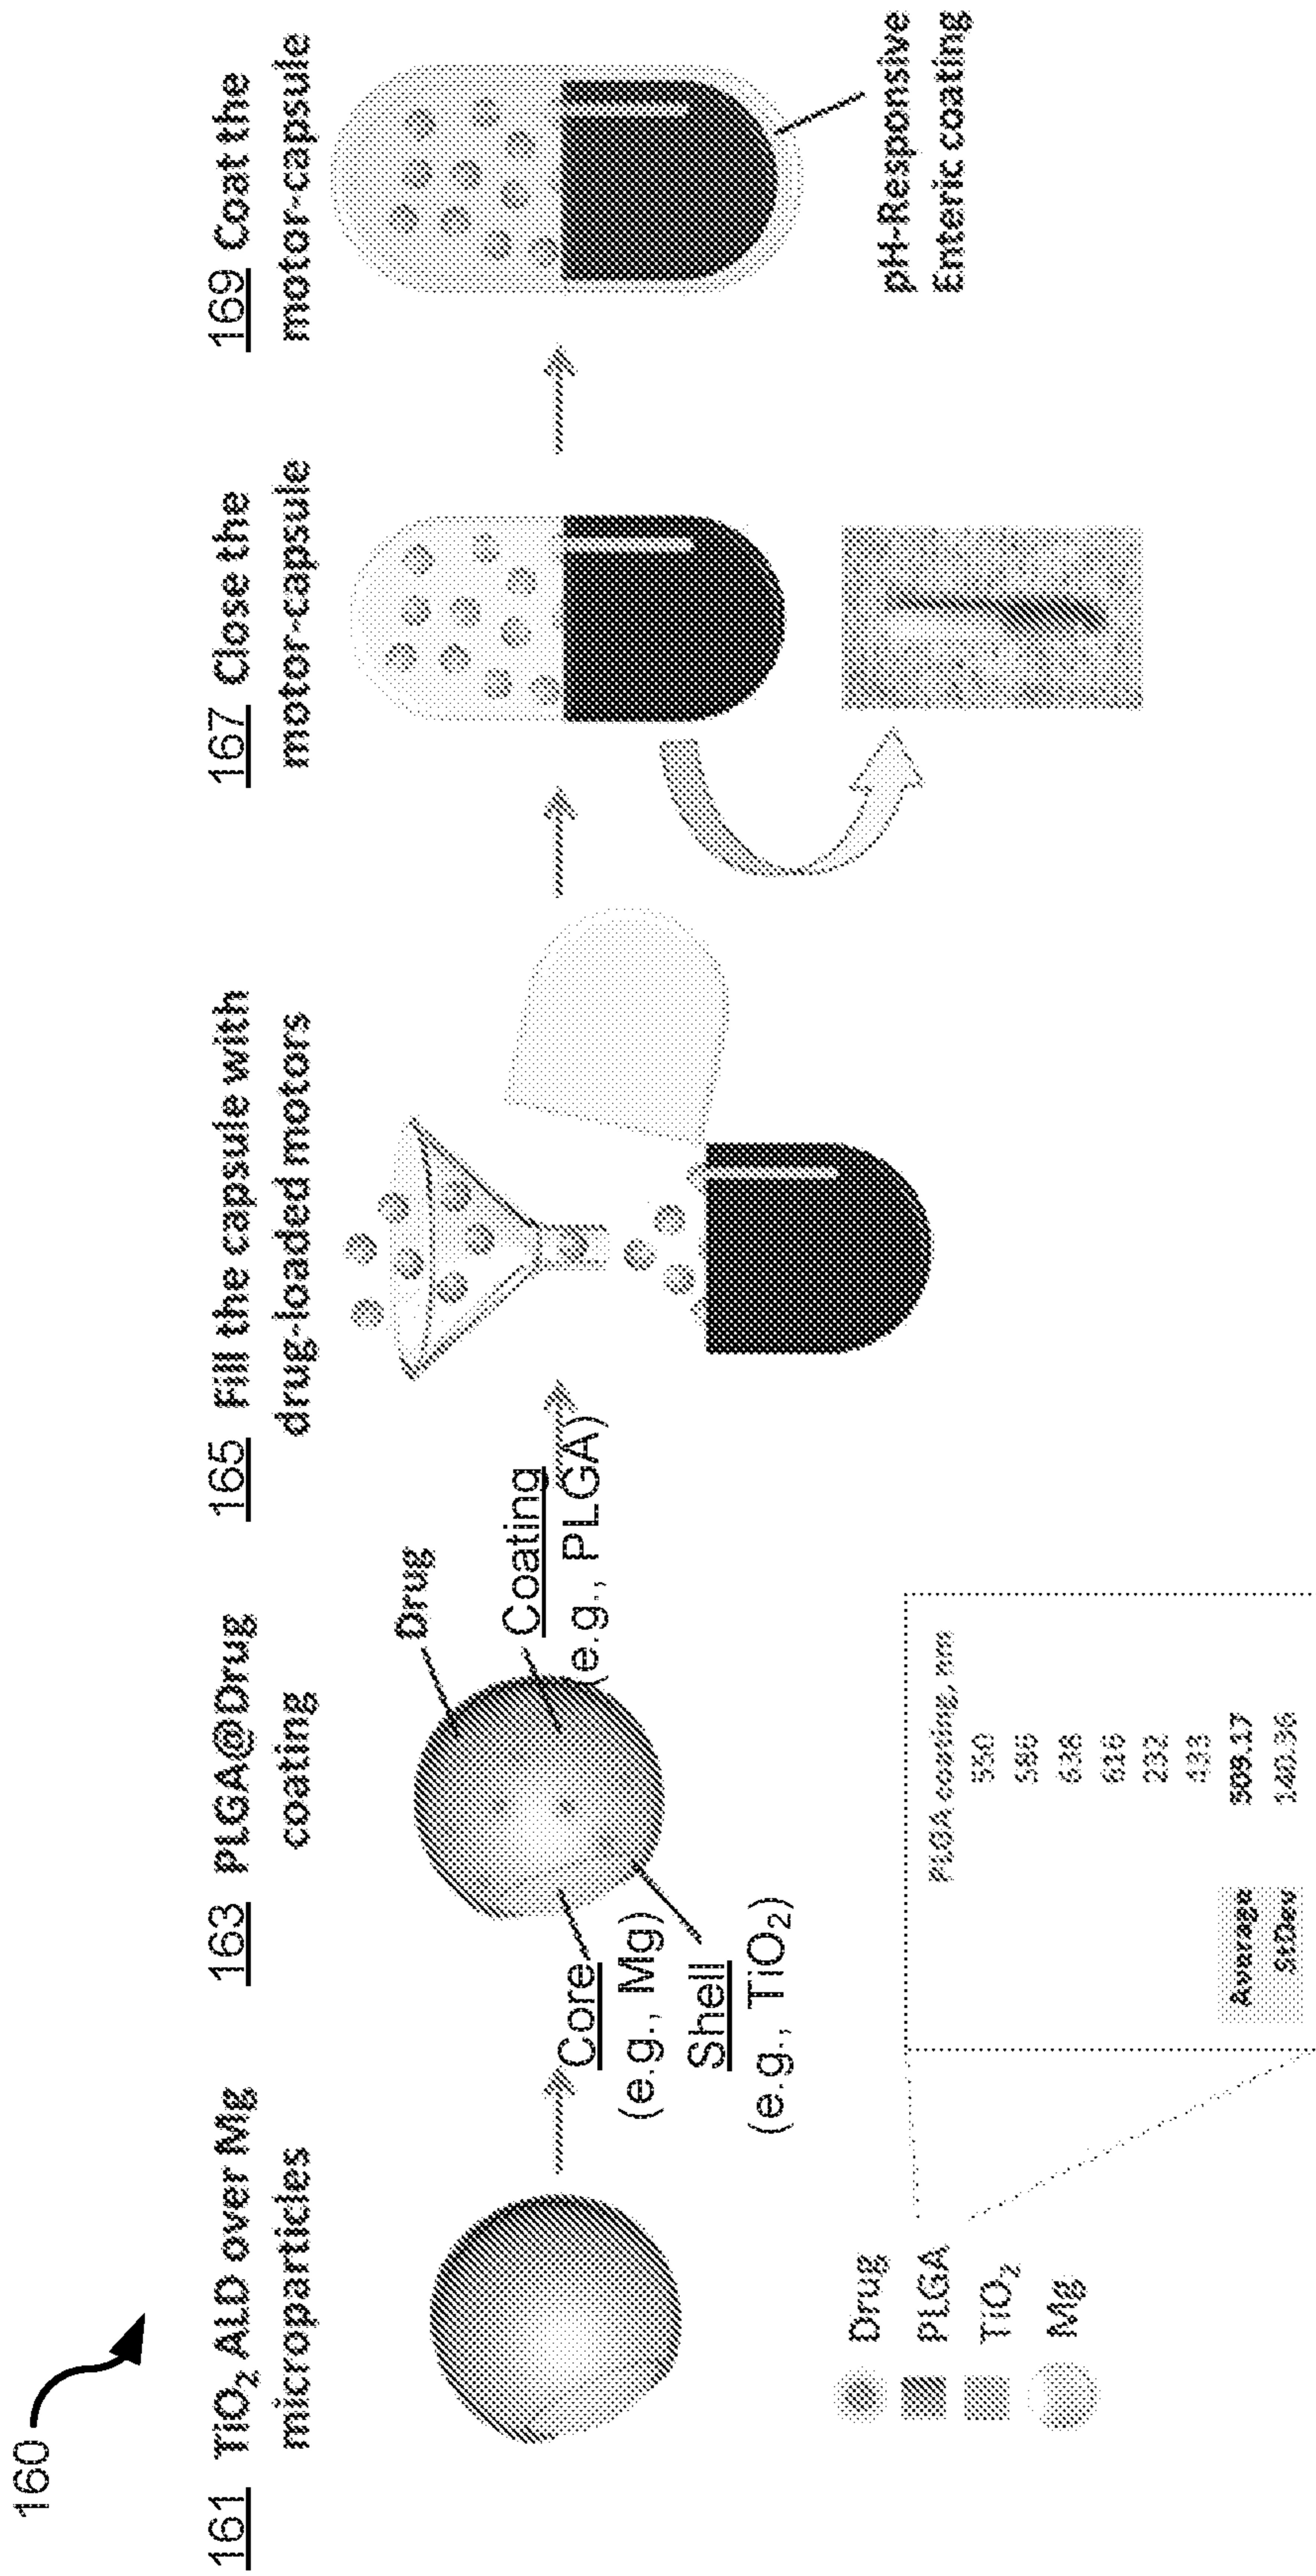 160
161 TiO₂ ALD over Mg
microparticles
163 PLGA@Drug
coating
165 Fill the capsule with
drug-loaded motors
167 Close the
motor-capsule
169 Coat the
motor-capsule
Drug
Coating
(e.g., PLGA)
Core
(e.g., Mg)
Shell
(e.g., TiO₂)
pH-Responsive
Enteric coating
Drug
PLGA
TiO₂
Mg
PLGA coating, nm
550
586
638
616
232
433
Average 509.17
StDev 140.36